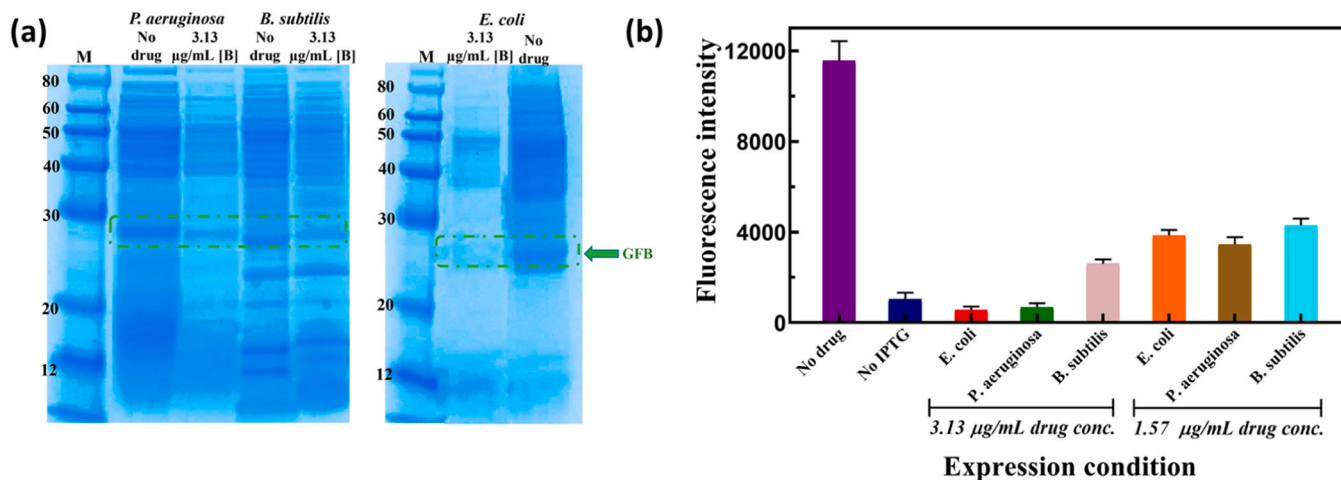 (a)
P. aeruginosa B. subtilis
No drug 3.13 µg/mL [B] No drug 3.13 µg/mL [B]
M
80
60
50
40
30
20
12
E. coli
3.13 µg/mL [B] No drug
M
80
60
50
40
30
20
12
GFB
(b)
Fluorescence intensity
12000
8000
4000
0
No drug
No IPTG
E. coli
P. aeruginosa
B. subtilis
E. coli
P. aeruginosa
B. subtilis
3.13 µg/mL drug conc. 1.57 µg/mL drug conc.
Expression condition